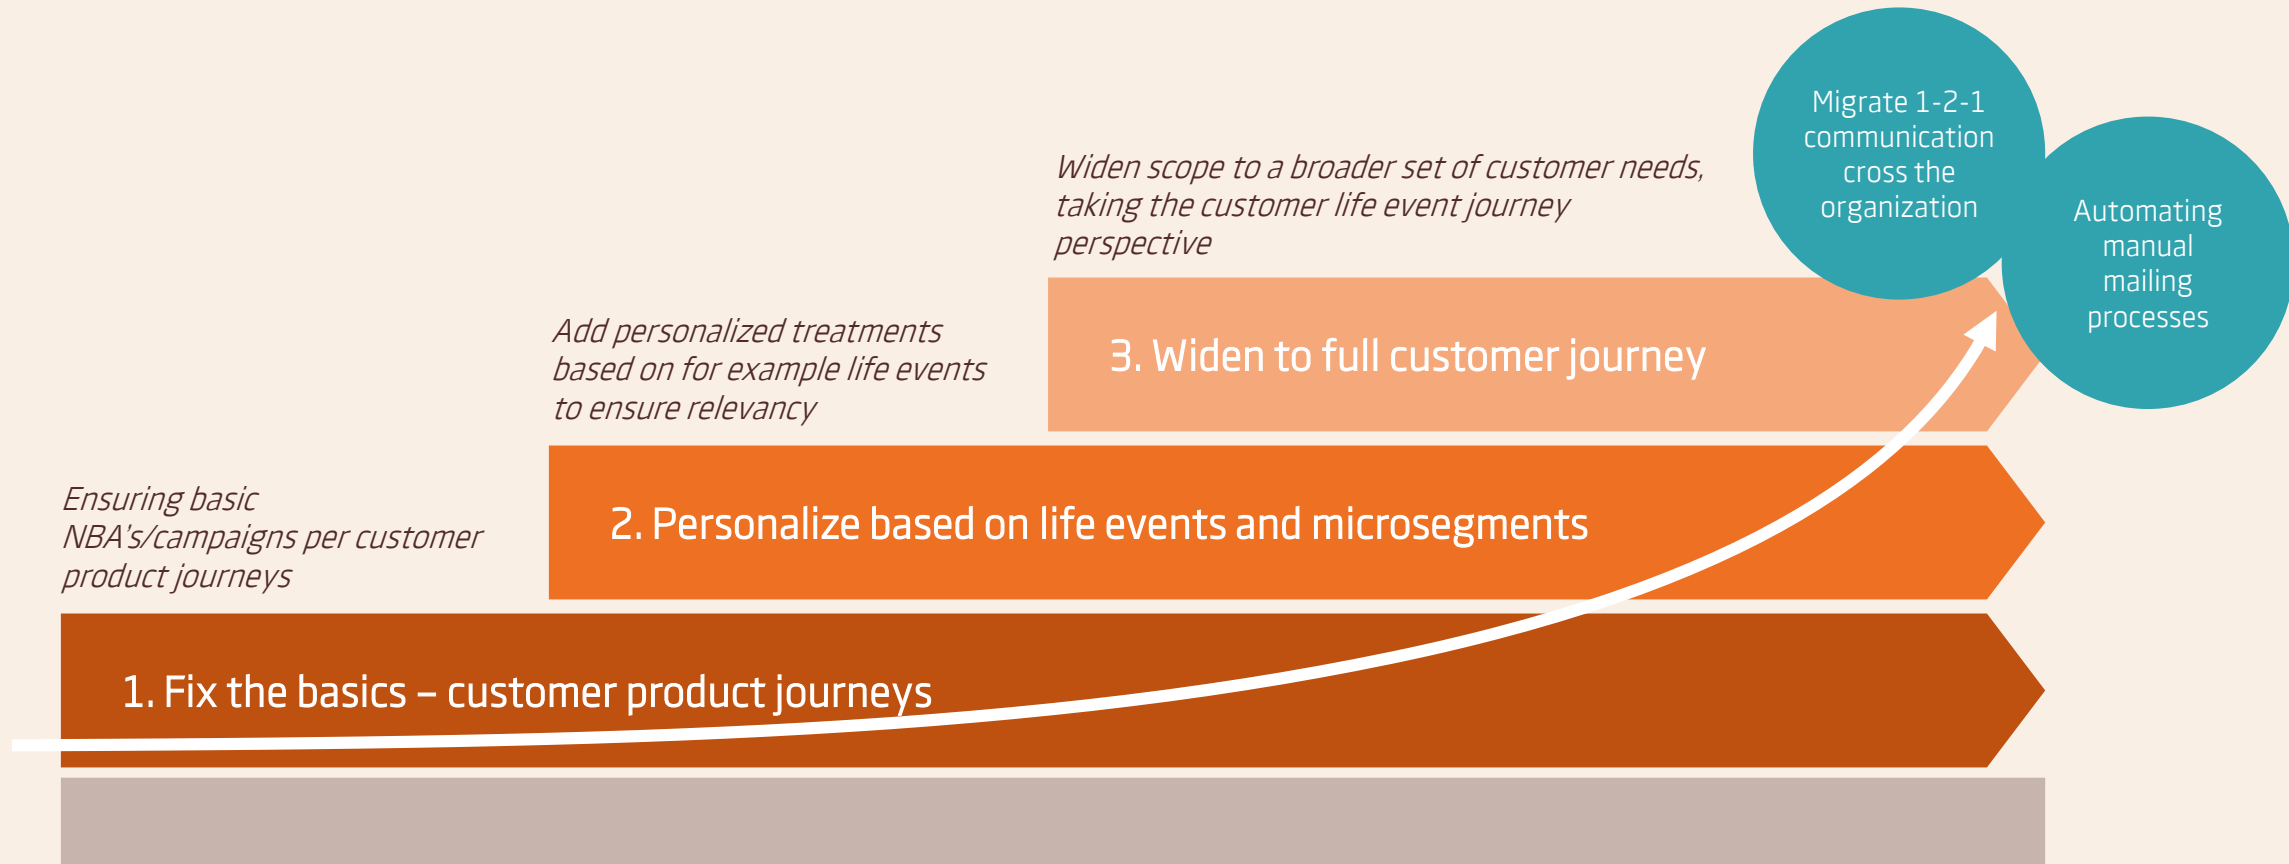 Migrate 1-2-1
communication
cross the
organization
Automating
manual
mailing
processes
Widen scope to a broader set of customer needs,
taking the customer life event journey
perspective
3. Widen to full customer journey
Add personalized treatments
based on for example life events
to ensure relevancy
2. Personalize based on life events and microsegments
Ensuring basic
NBA's/campaigns per customer
product journeys
1. Fix the basics – customer product journeys